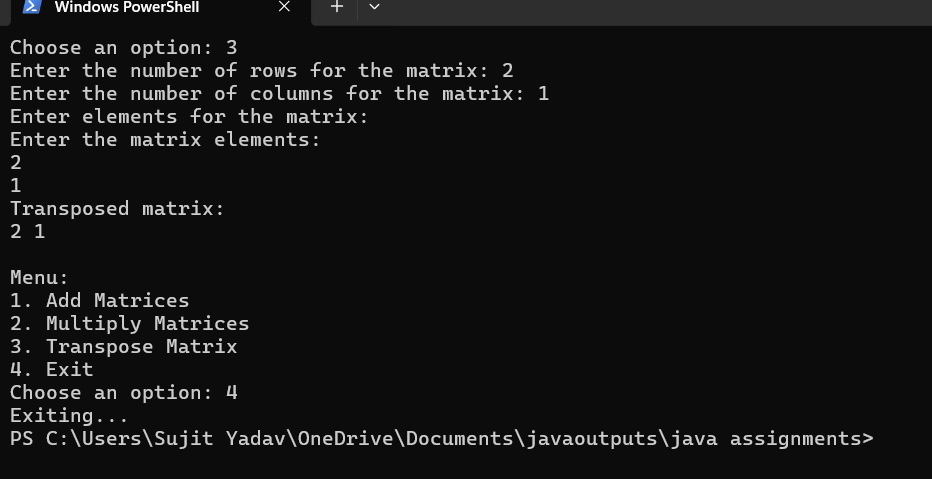 Windows PowerShell
Choose an option: 3
Enter the number of rows for the matrix: 2
Enter the number of columns for the matrix: 1
Enter elements for the matrix:
Enter the matrix elements:
2
1
Transposed matrix:
2 1
Menu:
1. Add Matrices
2. Multiply Matrices
3. Transpose Matrix
4. Exit
Choose an option: 4
Exiting...
PS C:\Users\Sujit Yadav\OneDrive\Documents\javaoutputs\java assignments>